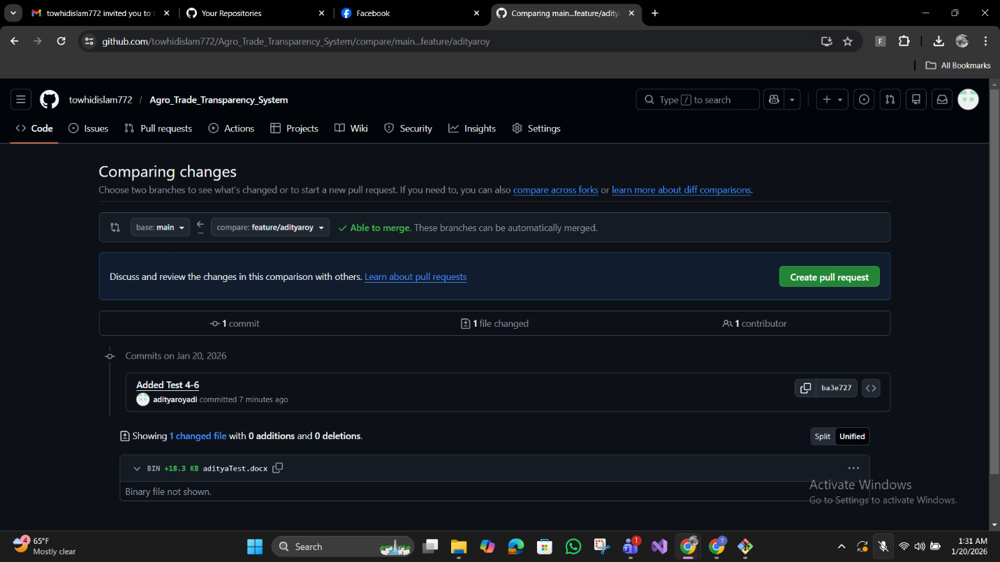 towhidislam772 invited you to t
Your Repositories
Facebook
Comparing main...feature/aditya
github.com/towhidislam772/Agro_Trade_Transparency_System/compare/main...feature/adityaroy
F
All Bookmarks
towhidislam772 / Agro_Trade_Transparency_System
Type / to search
Code
Issues
Pull requests
Actions
Projects
Wiki
Security
Insights
Settings
Comparing changes
Choose two branches to see what's changed or to start a new pull request. If you need to, you can also compare across forks or learn more about diff comparisons.
base: main
...
compare: feature/adityaroy
Able to merge. These branches can be automatically merged.
Discuss and review the changes in this comparison with others. Learn about pull requests
Create pull request
1 commit
1 file changed
1 contributor
Commits on Jan 20, 2026
Added Test 4-6
ba3e727
adityaroyadi committed 7 minutes ago
Showing 1 changed file with 0 additions and 0 deletions.
Split
Unified
BIN +18.3 KB adityaTest.docx
Binary file not shown.
Activate Windows
Go to Settings to activate Windows.
4
65°F
Mostly clear
Search
1
T
1:31 AM
1/20/2026